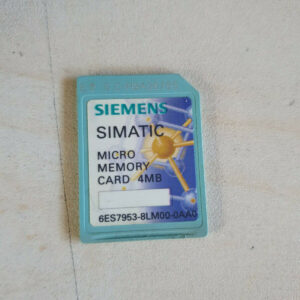 SIEMENS
SIMATIC
MICRO
MEMORY
CARD 4MB
6ES7953-8LM00-0AA0